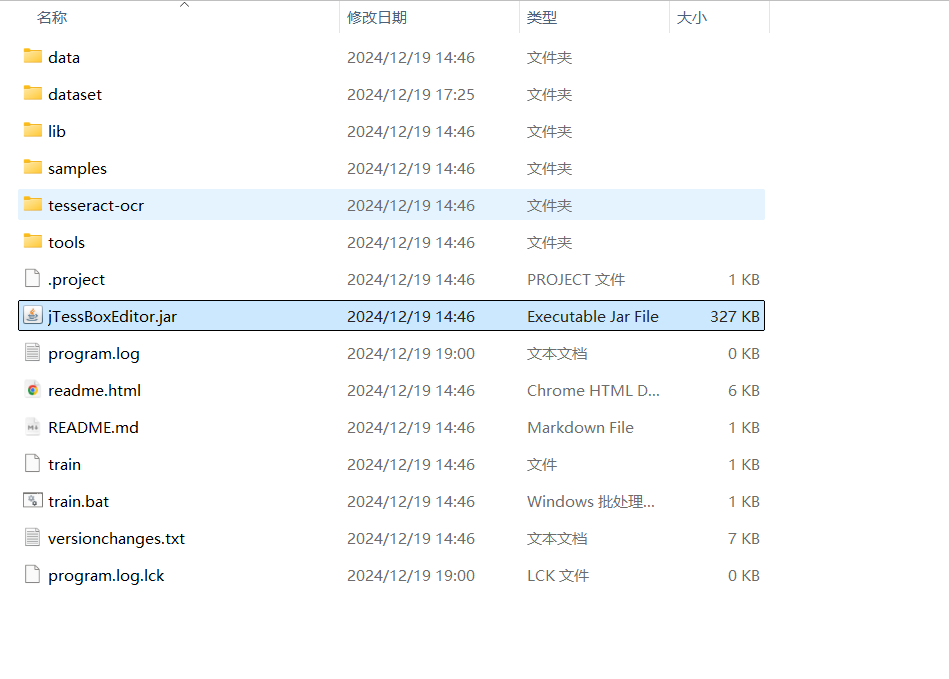 名称 修改日期 类型 大小
data 2024/12/19 14:46 文件夹
dataset 2024/12/19 17:25 文件夹
lib 2024/12/19 14:46 文件夹
samples 2024/12/19 14:46 文件夹
tesseract-ocr 2024/12/19 14:46 文件夹
tools 2024/12/19 14:46 文件夹
.project 2024/12/19 14:46 PROJECT 文件 1 KB
jTessBoxEditor.jar 2024/12/19 14:46 Executable Jar File 327 KB
program.log 2024/12/19 19:00 文本文档 0 KB
readme.html 2024/12/19 14:46 Chrome HTML D... 6 KB
README.md 2024/12/19 14:46 Markdown File 1 KB
train 2024/12/19 14:46 文件 1 KB
train.bat 2024/12/19 14:46 Windows 批处理... 1 KB
versionchanges.txt 2024/12/19 14:46 文本文档 7 KB
program.log.lck 2024/12/19 19:00 LCK 文件 0 KB